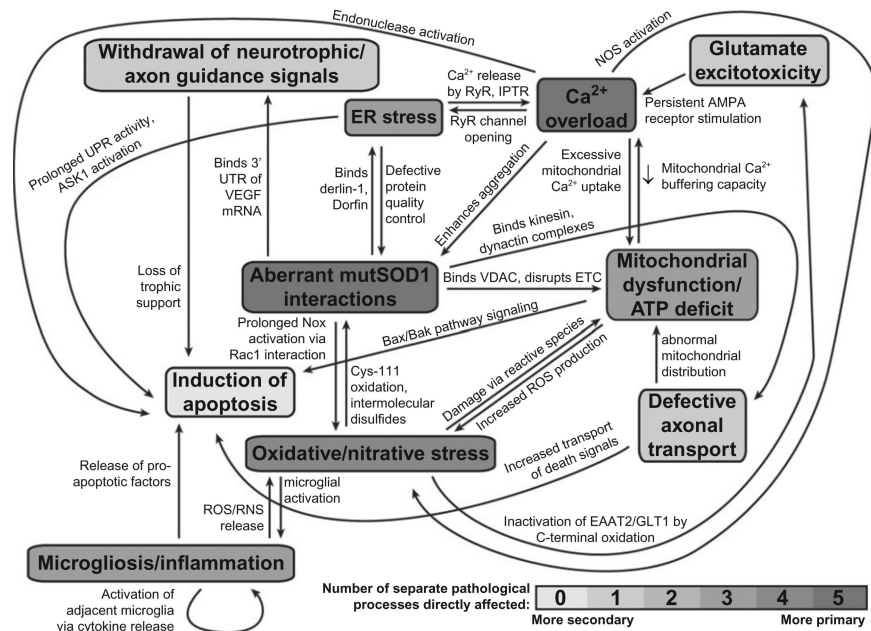 Endonuclease activation
NOS activation
Withdrawal of neurotrophic/
axon guidance signals
Glutamate
excitotoxicity
Ca²⁺ release
by RyR, IPTR
Ca²⁺
overload
ER stress
RyR channel
opening
Persistent AMPA
receptor stimulation
Prolonged UPR activity,
ASK1 activation
Binds 3’
UTR of
VEGF
mRNA
Binds
derlin-1,
Dorfin
Defective
protein
quality
control
Enhances aggregation
Excessive
mitochondrial
Ca²⁺ uptake
↓ Mitochondrial Ca²⁺
buffering capacity
Binds kinesin,
dynactin complexes
Loss of
trophic
support
Aberrant mutSOD1
interactions
Binds VDAC, disrupts ETC
Mitochondrial
dysfunction/
ATP deficit
Prolonged Nox
activation via
Rac1 interaction
Bax/Bak pathway signaling
Cys-111
oxidation,
intermolecular
disulfides
Damage via reactive species
Increased ROS production
abnormal
mitochondrial
distribution
Induction of
apoptosis
Defective
axonal
transport
Oxidative/nitrative stress
Increased transport
of death signals
Release of pro-
apoptotic factors
ROS/RNS
release
microglial
activation
Inactivation of EAAT2/GLT1 by
C-terminal oxidation
Microgliosis/inflammation
Activation of
adjacent microglia
via cytokine release
Number of separate pathological
processes directly affected:
0 1 2 3 4 5
More secondary More primary